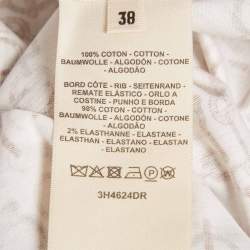 38
100% COTON - COTTON -
BAUMWOLLE - ALGODÓN - COTONE
ALGODÃO
BORD CÔTE - RIB - SEITENRAND -
REMATE ELÁSTICO - ORLO A
COSTINE - PUNHO E BORDA
98% COTON - COTTON -
BAUMWOLLE - ALGODÓN - COTONE
- ALGODÃO
2% ELASTHANNE - ELASTANE -
ELASTHAN - ELASTANO - ELASTAN
- ELASTANO
3H4624DR